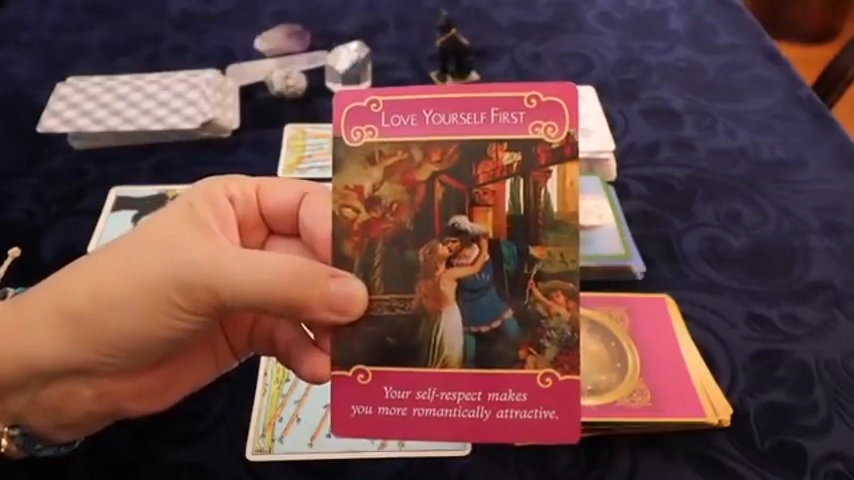 LOVE YOURSELF FIRST
Your self-respect makes
you more romantically attractive.